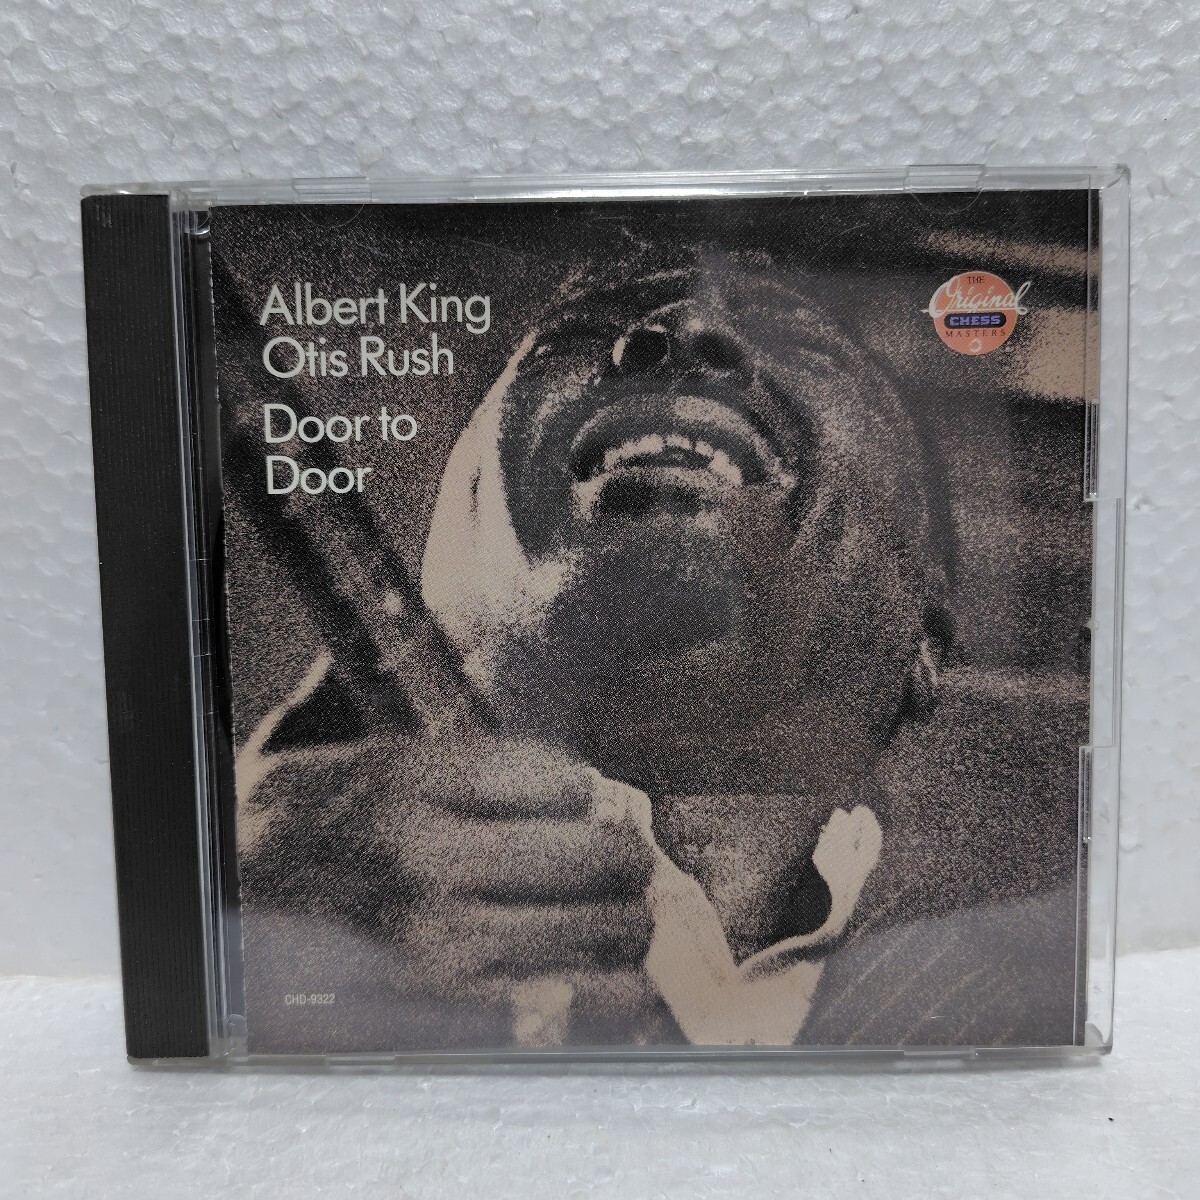 Albert King
Otis Rush
Door to
Door
THE
Original
CHESS
MASTERS
CHD-9322